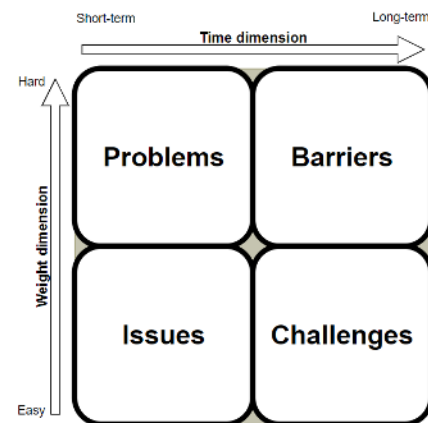 Short-term
Long-term
Time dimension
Hard
Problems
Barriers
Weight dimension
Issues
Challenges
Easy